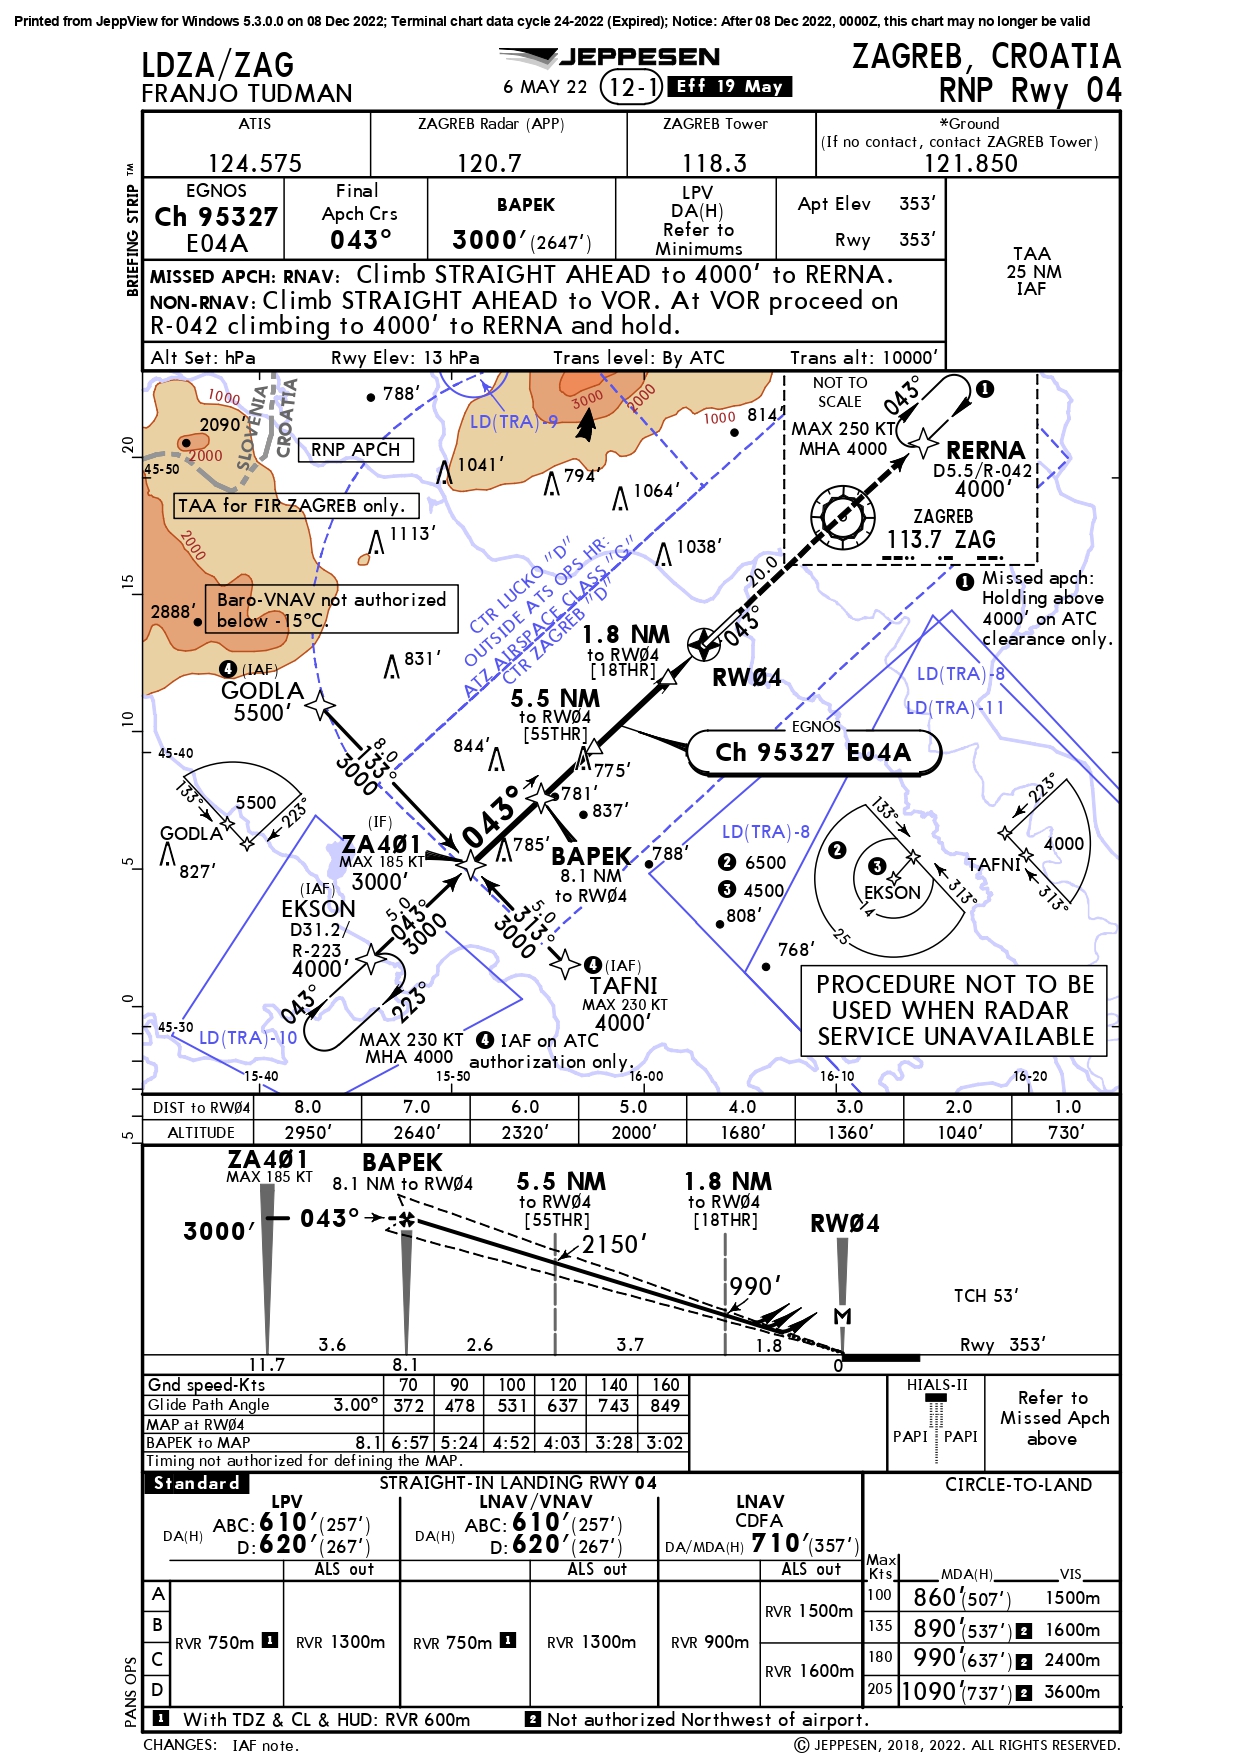 Printed from JeppView for Windows 5.3.0.0 on 08 Dec 2022; Terminal chart data cycle 24-2022 (Expired); Notice: After 08 Dec 2022, 0000Z, this chart may no longer be valid
LDZA/ZAG
FRANJO TUDMAN
JEPPESEN
6 MAY 22 12-1 Eff 19 May
ZAGREB, CROATIA
RNP Rwy 04
BRIEFING STRIP ™
ATIS
124.575
ZAGREB Radar (APP)
120.7
ZAGREB Tower
118.3
*Ground
(If no contact, contact ZAGREB Tower)
121.850
EGNOS
Ch 95327
E04A
Final
Apch Crs
043°
BAPEK
3000′(2647′)
LPV
DA(H)
Refer to
Minimums
Apt Elev 353′
Rwy 353′
TAA
25 NM
IAF
MISSED APCH: RNAV: Climb STRAIGHT AHEAD to 4000′ to RERNA.
NON-RNAV: Climb STRAIGHT AHEAD to VOR. At VOR proceed on
R-042 climbing to 4000′ to RERNA and hold.
Alt Set: hPa Rwy Elev: 13 hPa Trans level: By ATC Trans alt: 10000′
1000
2090′
2000
SLOVENIA
CROATIA
788′
LD(TRA)-9
3000
2000
1000
814′
NOT TO
SCALE
043°
1
MAX 250 KT
MHA 4000
RERNA
D5.5/R-042
4000′
ZAGREB
113.7 ZAG
1 Missed apch:
Holding above
4000′ on ATC
clearance only.
20
45-50
RNP APCH
1041′
794′
1064′
TAA for FIR ZAGREB only.
2000
1113′
1038′
CTR LUCKO "D"
OUTSIDE ATS OPS HR:
ATZ AIRSPACE CLASS "G"
CTR ZAGREB "D"
20.0
043°
15
2888′
Baro-VNAV not authorized
below -15°C.
831′
1.8 NM
to RW04
[18THR]
RW04
4 (IAF)
GODLA
5500′
5.5 NM
to RW04
[55THR]
LD(TRA)-8
LD(TRA)-11
EGNOS
Ch 95327 E04A
10
45-40
8.0
133°
3000
844′
775′
781′
837′
133°
5500
223°
GODLA
827′
(IF)
ZA401
MAX 185 KT
3000′
043°
785′
BAPEK
8.1 NM
to RW04
788′
LD(TRA)-8
2 6500
3 4500
808′
768′
133°
2
3
EKSON
14
25
313°
223°
4000
TAFNI
313°
5
(IAF)
EKSON
D31.2/
R-223
4000′
5.0
043°
3000
5.0
313°
3000
4 (IAF)
TAFNI
MAX 230 KT
4000′
043°
223°
MAX 230 KT
MHA 4000
4 IAF on ATC
authorization only.
PROCEDURE NOT TO BE
USED WHEN RADAR
SERVICE UNAVAILABLE
0
45-30
LD(TRA)-10
15-40 15-50 16-00 16-10 16-20
5
DIST to RW04 8.0 7.0 6.0 5.0 4.0 3.0 2.0 1.0
ALTITUDE 2950′ 2640′ 2320′ 2000′ 1680′ 1360′ 1040′ 730′
ZA401
MAX 185 KT
BAPEK
8.1 NM to RW04
5.5 NM
to RW04
[55THR]
1.8 NM
to RW04
[18THR]
RW04
3000′
043°
2150′
990′
M
TCH 53′
Rwy 353′
3.6 2.6 3.7 1.8
11.7 8.1 0
Gnd speed-Kts 70 90 100 120 140 160
Glide Path Angle 3.00° 372 478 531 637 743 849
MAP at RW04
BAPEK to MAP 8.1 6:57 5:24 4:52 4:03 3:28 3:02
Timing not authorized for defining the MAP.
HIALS-II
PAPI PAPI
Refer to
Missed Apch
above
Standard
STRAIGHT-IN LANDING RWY 04
CIRCLE-TO-LAND
LPV
DA(H)
ABC: 610′(257′)
D: 620′(267′)
LNAV/VNAV
DA(H)
ABC: 610′(257′)
D: 620′(267′)
LNAV
CDFA
DA/MDA(H) 710′(357′)
ALS out ALS out ALS out
Max
Kts MDA(H) VIS
A
B
C
D
RVR 750m 1
RVR 1300m
RVR 750m 1
RVR 1300m
RVR 900m
RVR 1500m
RVR 1600m
100 860′(507′) 1500m
135 890′(537′) 2 1600m
180 990′(637′) 2 2400m
205 1090′(737′) 2 3600m
PANS OPS
1 With TDZ & CL & HUD: RVR 600m 2 Not authorized Northwest of airport.
CHANGES: IAF note.
© JEPPESEN, 2018, 2022. ALL RIGHTS RESERVED.